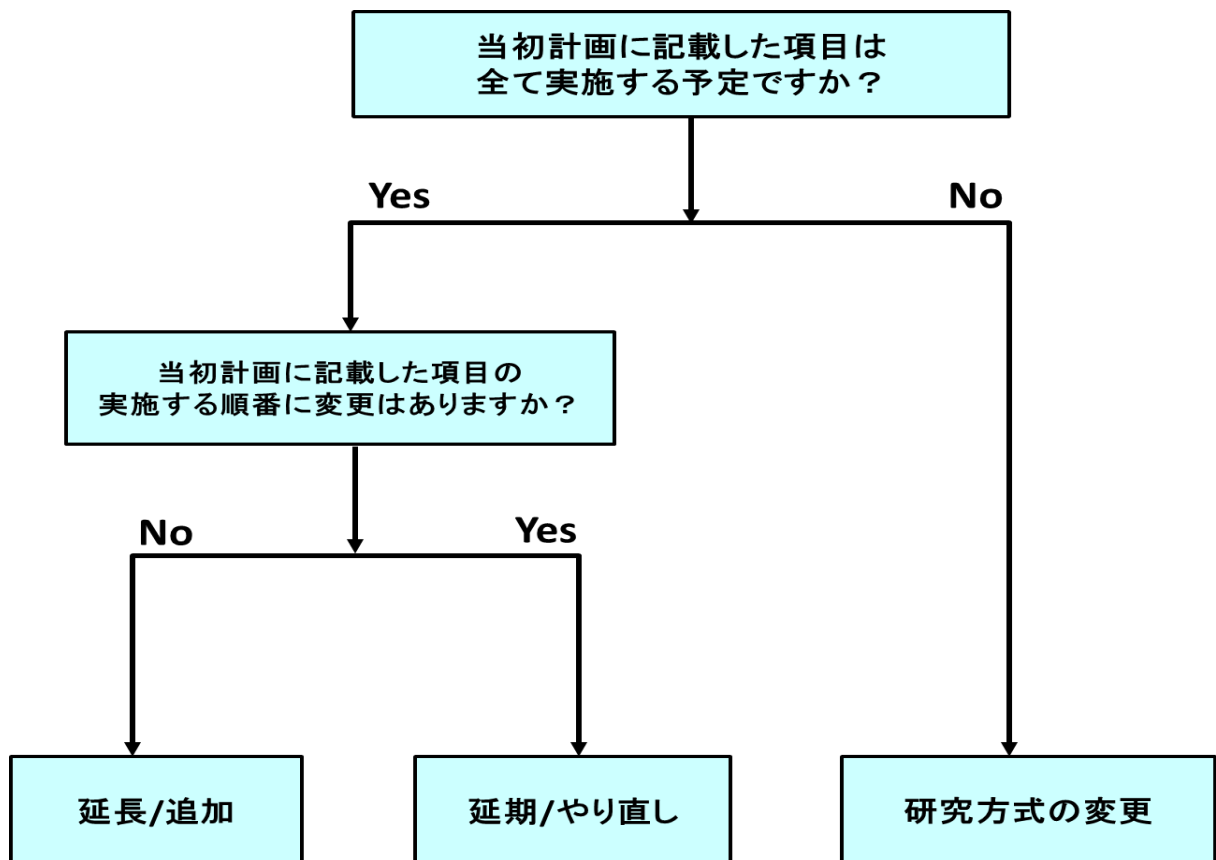 当初計画に記載した項目は
全て実施する予定ですか？
Yes
No
当初計画に記載した項目の
実施する順番に変更はありますか？
No
Yes
延長/追加
延期/やり直し
研究方式の変更